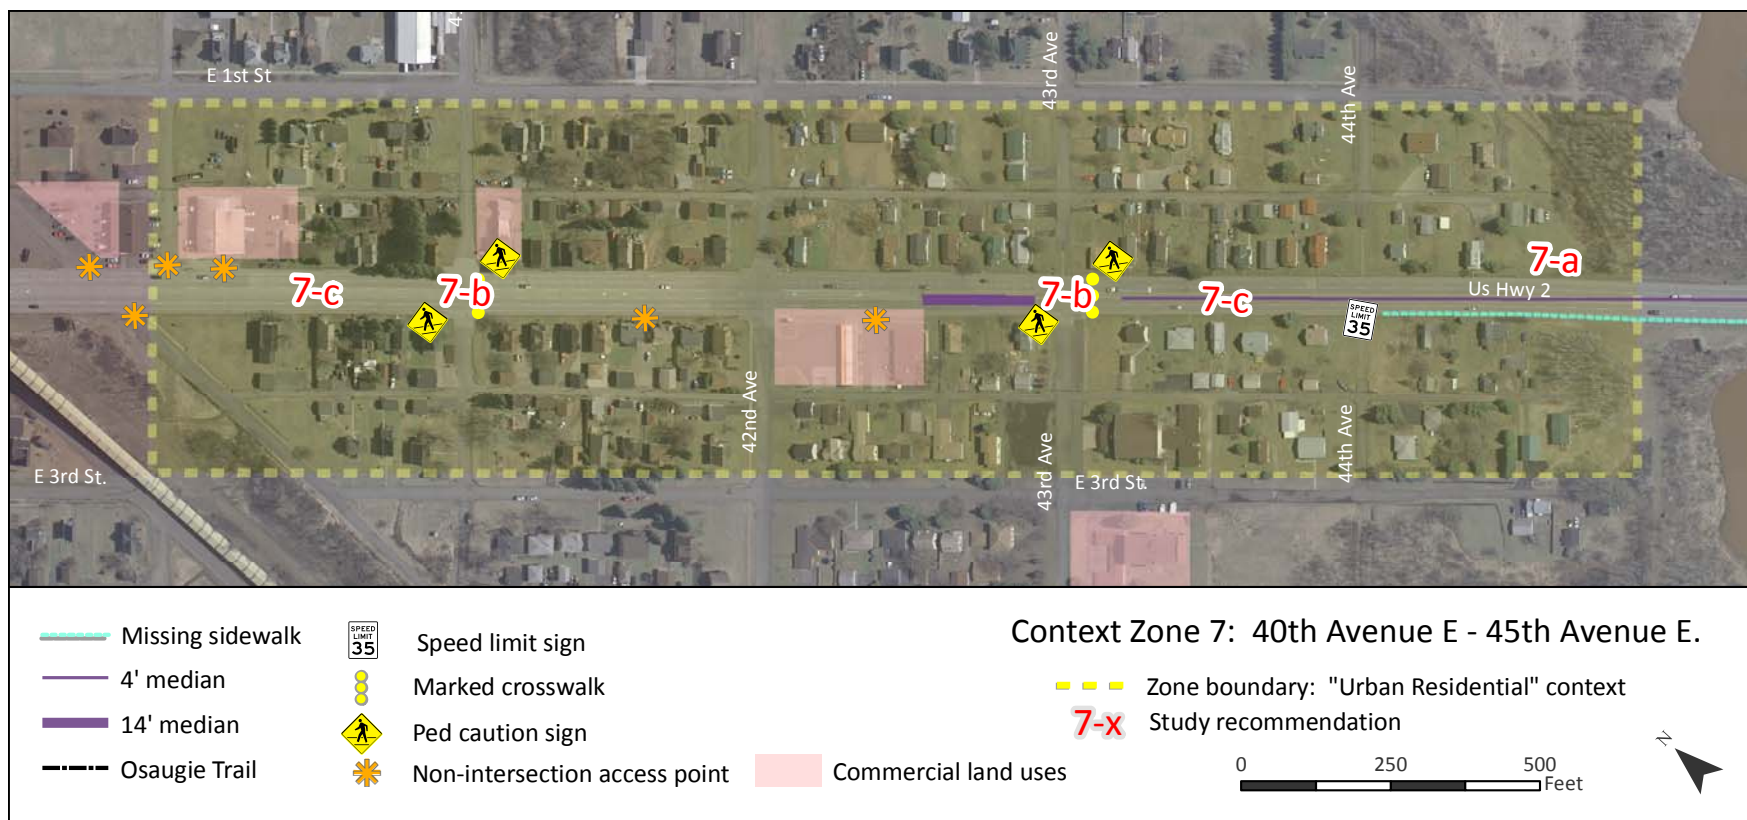 4
E 1st St
43rd Ave
44th Ave
7-a
7-c
7-b
7-b
7-c
Us Hwy 2
SPEED
LIMIT
35
42nd Ave
43rd Ave
44th Ave
E 3rd St.
E 3rd St.
Missing sidewalk
4' median
14' median
Osaugie Trail
SPEED
LIMIT
35
Speed limit sign
Marked crosswalk
Ped caution sign
Non-intersection access point
Commercial land uses
Context Zone 7: 40th Avenue E - 45th Avenue E.
Zone boundary: "Urban Residential" context
7-x Study recommendation
0 250 500
Feet
N